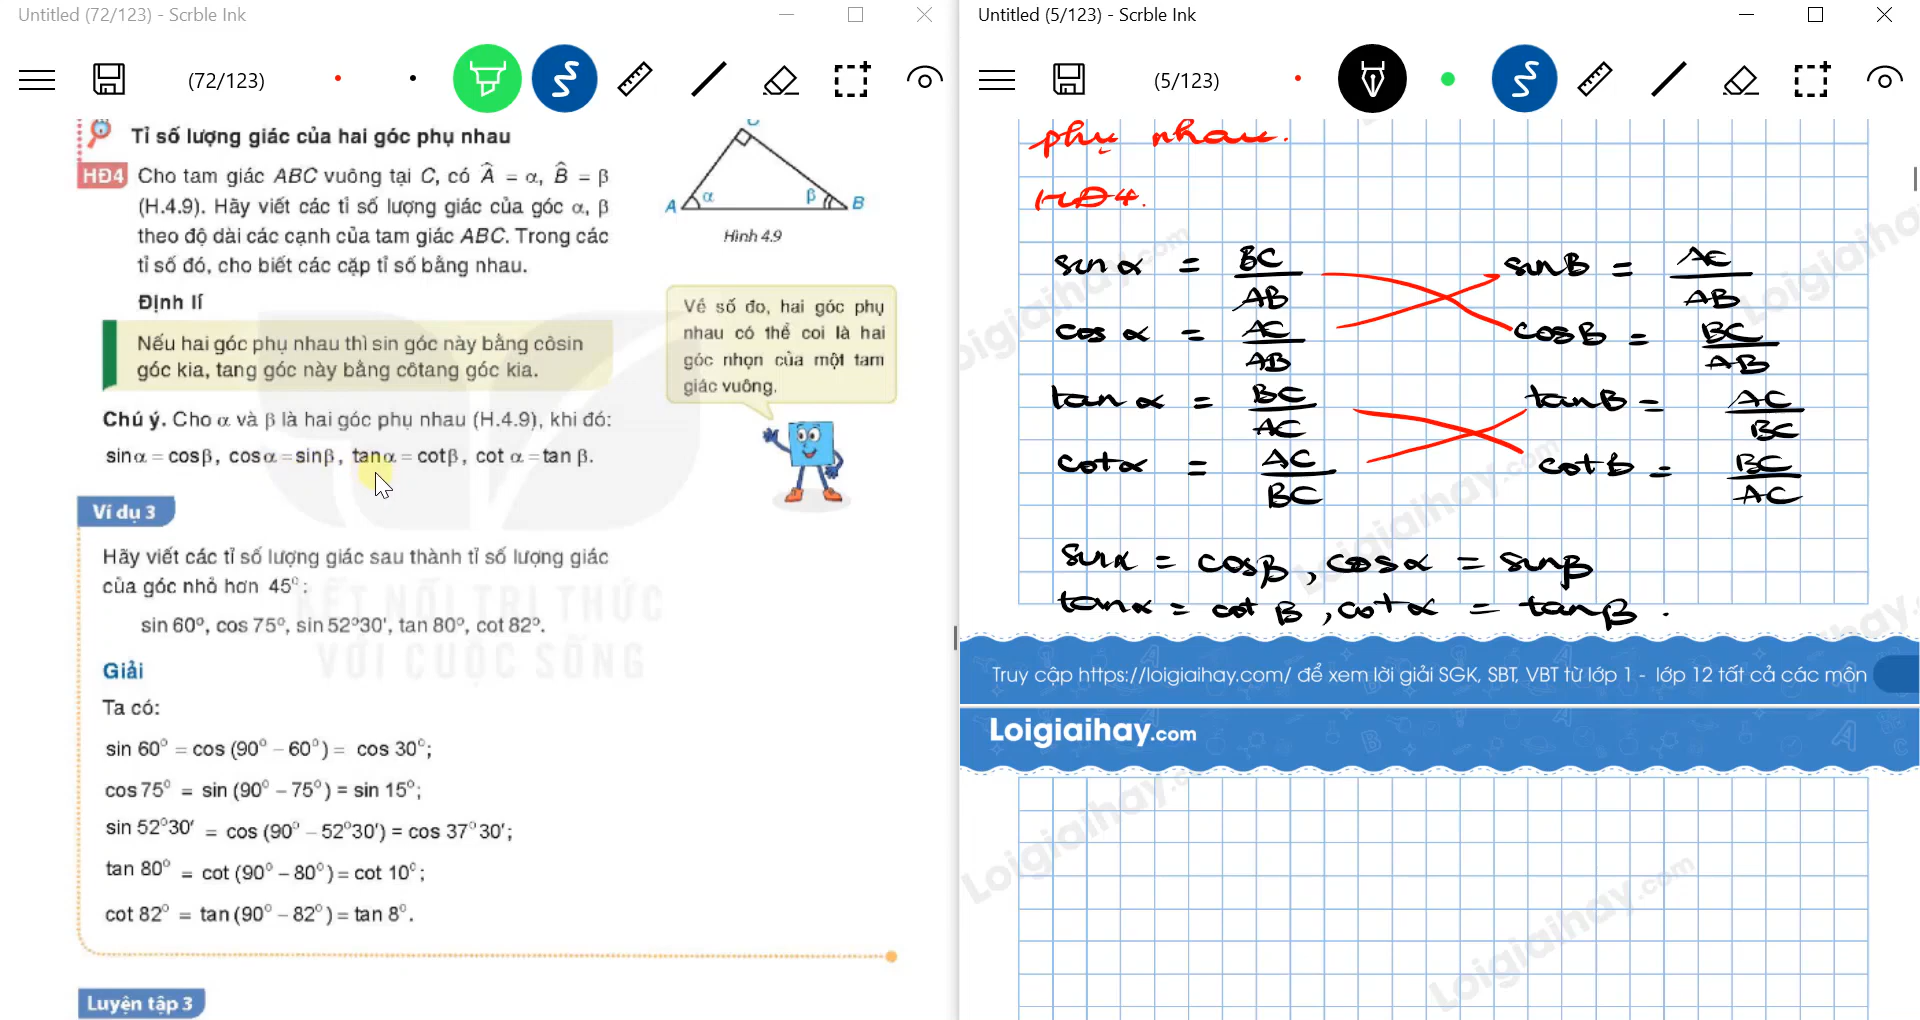 Untitled (72/123) - Scrble Ink
(72/123)
Tỉ số lượng giác của hai góc phụ nhau
HĐ4 Cho tam giác ABC vuông tại C, có Â = α, B̂ = β
(H.4.9). Hãy viết các tỉ số lượng giác của góc α, β
theo độ dài các cạnh của tam giác ABC. Trong các
tỉ số đó, cho biết các cặp tỉ số bằng nhau.
C
A α β B
Hình 4.9
Định lí
Nếu hai góc phụ nhau thì sin góc này bằng côsin
góc kia, tang góc này bằng côtang góc kia.
Về số đo, hai góc phụ
nhau có thể coi là hai
góc nhọn của một tam
giác vuông.
Chú ý. Cho α và β là hai góc phụ nhau (H.4.9), khi đó:
sinα = cosβ, cosα = sinβ, tanα = cotβ, cot α = tan β.
Ví dụ 3
Hãy viết các tỉ số lượng giác sau thành tỉ số lượng giác
của góc nhỏ hơn 45°:
sin 60°, cos 75°, sin 52°30', tan 80°, cot 82°.
KẾT NỐI TRI THỨC
VỚI CUỘC SỐNG
Giải
Ta có:
sin 60° = cos (90° – 60°) = cos 30°;
cos 75° = sin (90° – 75°) = sin 15°;
sin 52°30' = cos (90° – 52°30') = cos 37°30';
tan 80° = cot (90° – 80°) = cot 10°;
cot 82° = tan (90° – 82°) = tan 8°.
Luyện tập 3
Untitled (5/123) - Scrble Ink
(5/123)
phụ nhau.
HĐ4.
sin α = BC/AB sin B = AC/AB
cos α = AC/AB cos B = BC/AB
tan α = BC/AC tan B = AC/BC
cot α = AC/BC cot B = BC/AC
sin α = cos β, cos α = sin β
tan α = cot β, cot α = tan β.
Truy cập https://loigiaihay.com/ để xem lời giải SGK, SBT, VBT từ lớp 1 - lớp 12 tất cả các môn
Loigiaihay.com
Loigiaihay.com
Loigiaihay.com